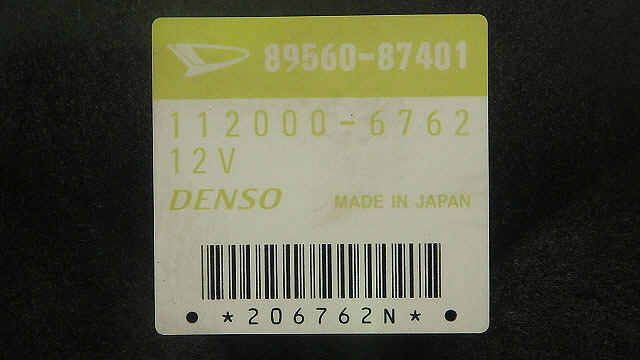 89560-87401
112000-6762
12V
DENSO MADE IN JAPAN
*206762N*